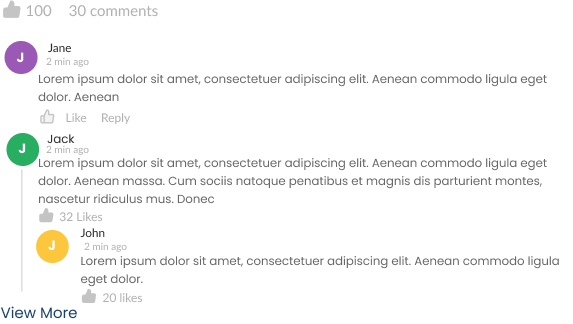 100 30 comments
J Jane
2 min ago
Lorem ipsum dolor sit amet, consectetuer adipiscing elit. Aenean commodo ligula eget
dolor. Aenean
Like Reply
J Jack
2 min ago
Lorem ipsum dolor sit amet, consectetuer adipiscing elit. Aenean commodo ligula eget
dolor. Aenean massa. Cum sociis natoque penatibus et magnis dis parturient montes,
nascetur ridiculus mus. Donec
32 Likes
J John
2 min ago
Lorem ipsum dolor sit amet, consectetuer adipiscing elit. Aenean commodo ligula
eget dolor.
20 likes
View More